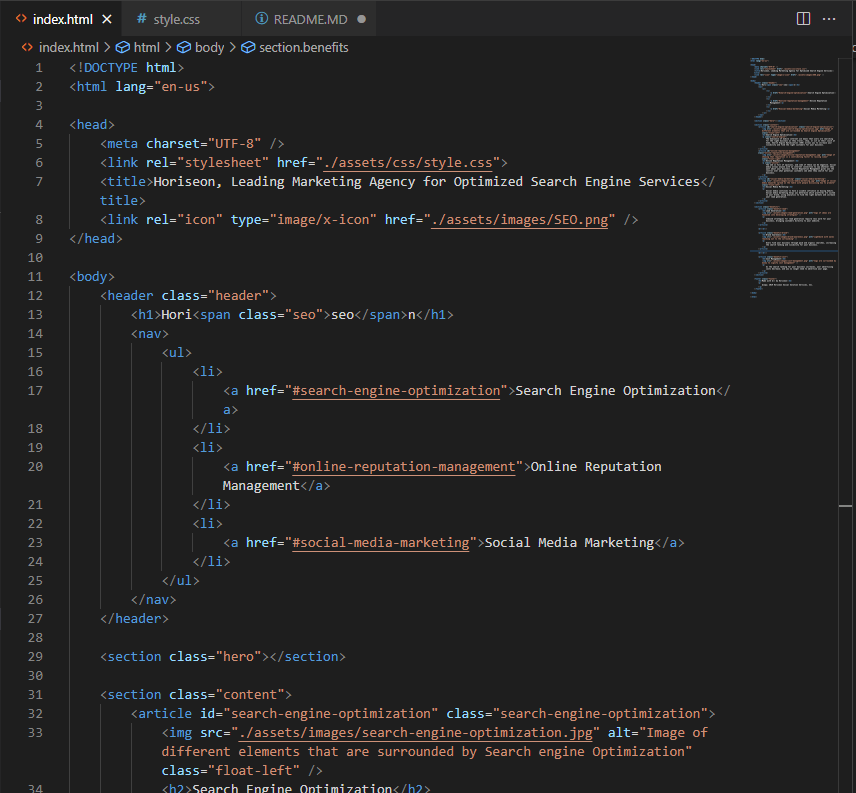 index.html
style.css
README.MD
index.html > html > body > section.benefits
1 <!DOCTYPE html>
2 <html lang="en-us">
3
4 <head>
5 <meta charset="UTF-8" />
6 <link rel="stylesheet" href="./assets/css/style.css">
7 <title>Horiseon, Leading Marketing Agency for Optimized Search Engine Services</
title>
8 <link rel="icon" type="image/x-icon" href="./assets/images/SEO.png" />
9 </head>
10
11 <body>
12 <header class="header">
13 <h1>Hori<span class="seo">seo</span>n</h1>
14 <nav>
15 <ul>
16 <li>
17 <a href="#search-engine-optimization">Search Engine Optimization</
a>
18 </li>
19 <li>
20 <a href="#online-reputation-management">Online Reputation
Management</a>
21 </li>
22 <li>
23 <a href="#social-media-marketing">Social Media Marketing</a>
24 </li>
25 </ul>
26 </nav>
27 </header>
28
29 <section class="hero"></section>
30
31 <section class="content">
32 <article id="search-engine-optimization" class="search-engine-optimization">
33 <img src="./assets/images/search-engine-optimization.jpg" alt="Image of
different elements that are surrounded by Search engine Optimization"
class="float-left" />
34 <h2>Search Engine Optimization</h2>